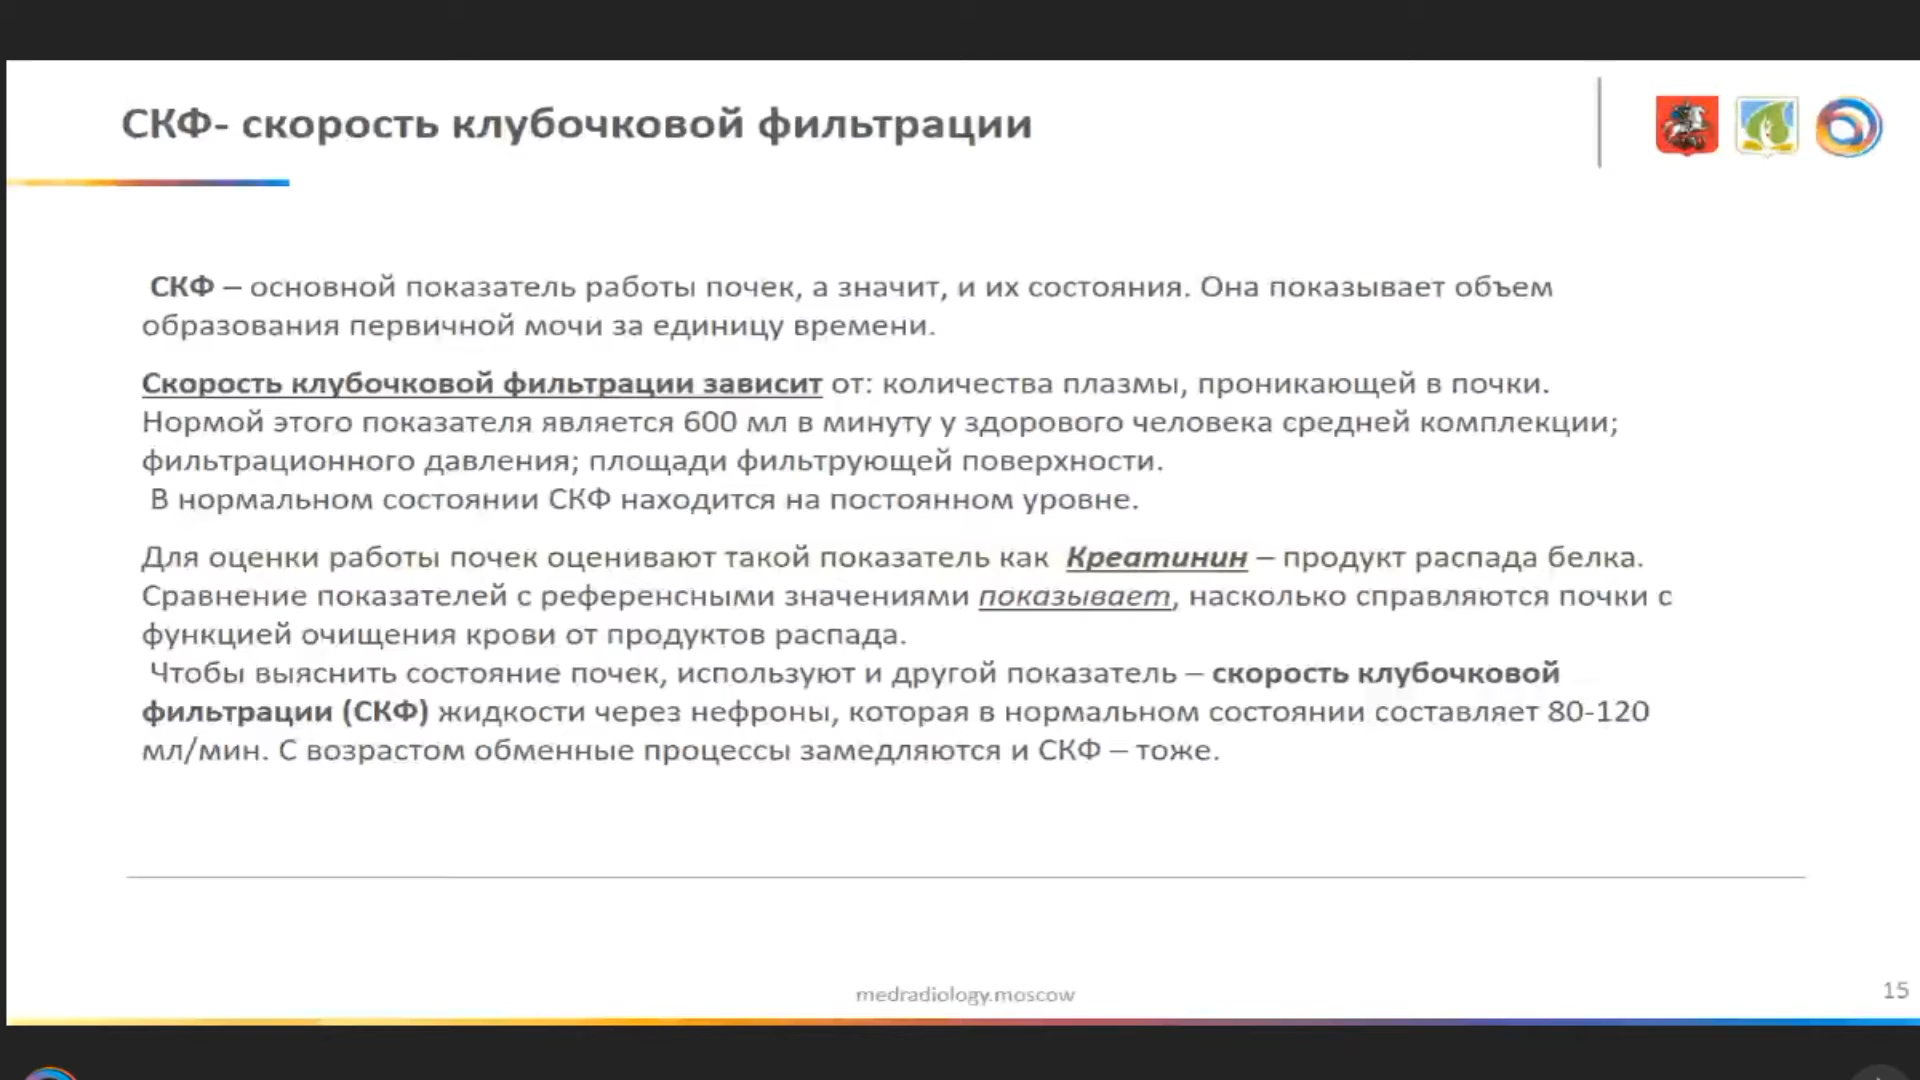 СКФ- скорость клубочковой фильтрации
СКФ – основной показатель работы почек, а значит, и их состояния. Она показывает объем
образования первичной мочи за единицу времени.
Скорость клубочковой фильтрации зависит от: количества плазмы, проникающей в почки.
Нормой этого показателя является 600 мл в минуту у здорового человека средней комплекции;
фильтрационного давления; площади фильтрующей поверхности.
В нормальном состоянии СКФ находится на постоянном уровне.
Для оценки работы почек оценивают такой показатель как Креатинин – продукт распада белка.
Сравнение показателей с референсными значениями показывает, насколько справляются почки с
функцией очищения крови от продуктов распада.
Чтобы выяснить состояние почек, используют и другой показатель – скорость клубочковой
фильтрации (СКФ) жидкости через нефроны, которая в нормальном состоянии составляет 80-120
мл/мин. С возрастом обменные процессы замедляются и СКФ – тоже.
medradiology.moscow
15